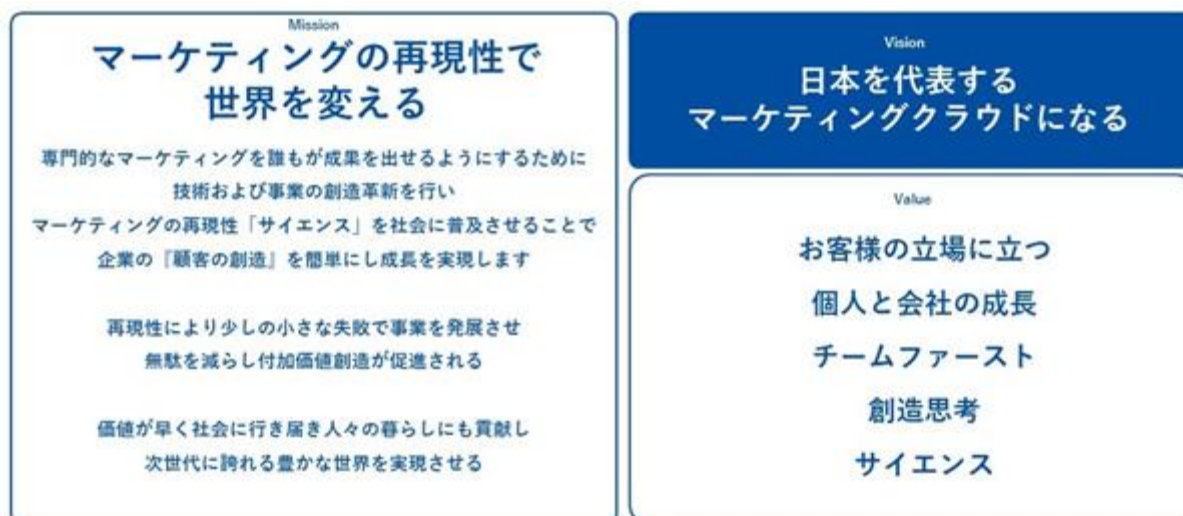 Mission
マーケティングの再現性で
世界を変える
専門的なマーケティングを誰もが成果を出せるようにするために
技術および事業の創造革新を行い
マーケティングの再現性「サイエンス」を社会に普及させることで
企業の『顧客の創造』を簡単にし成長を実現します
再現性により少しの小さな失敗で事業を発展させ
無駄を減らし付加価値創造が促進される
価値が早く社会に行き届き人々の暮らしにも貢献し
次世代に誇れる豊かな世界を実現させる
Vision
日本を代表する
マーケティングクラウドになる
Value
お客様の立場に立つ
個人と会社の成長
チームファースト
創造思考
サイエンス